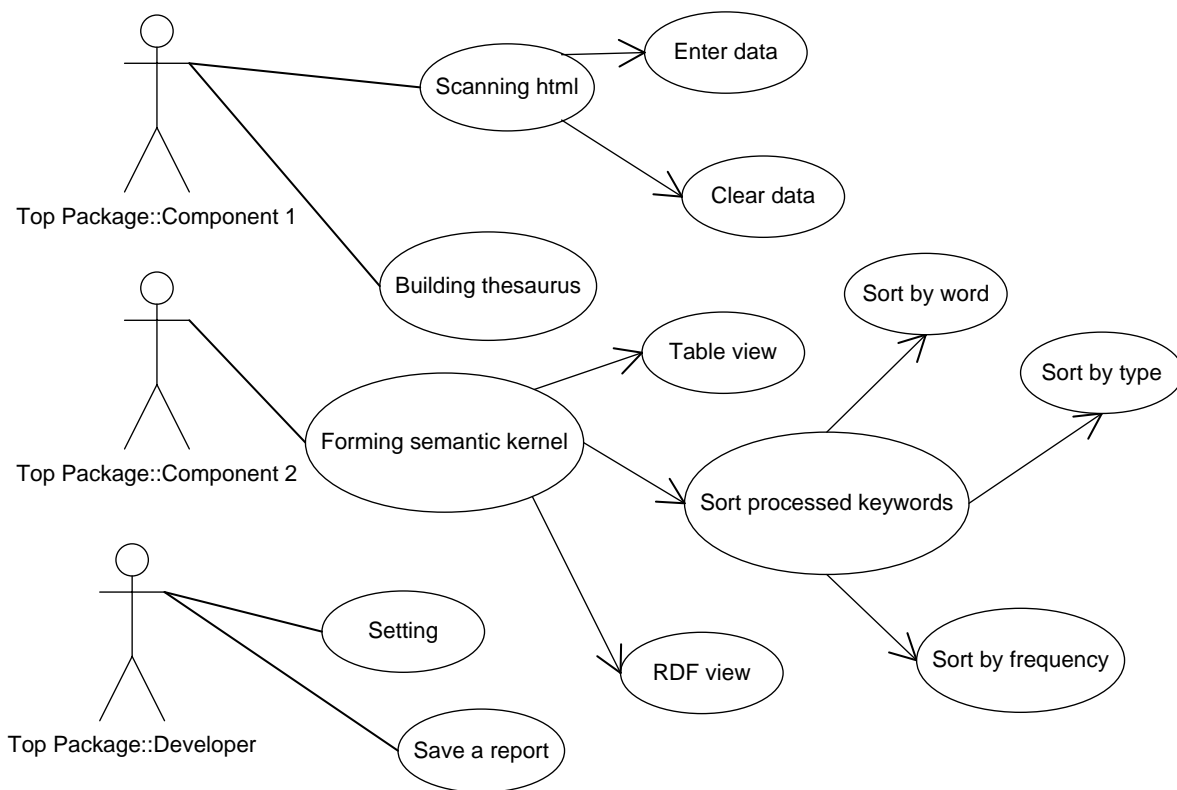 Enter data
Scanning html
Clear data
Top Package::Component 1
Building thesaurus
Sort by word
Table view
Sort by type
Forming semantic kernel
Top Package::Component 2
Sort processed keywords
Setting
Sort by frequency
RDF view
Top Package::Developer
Save a report